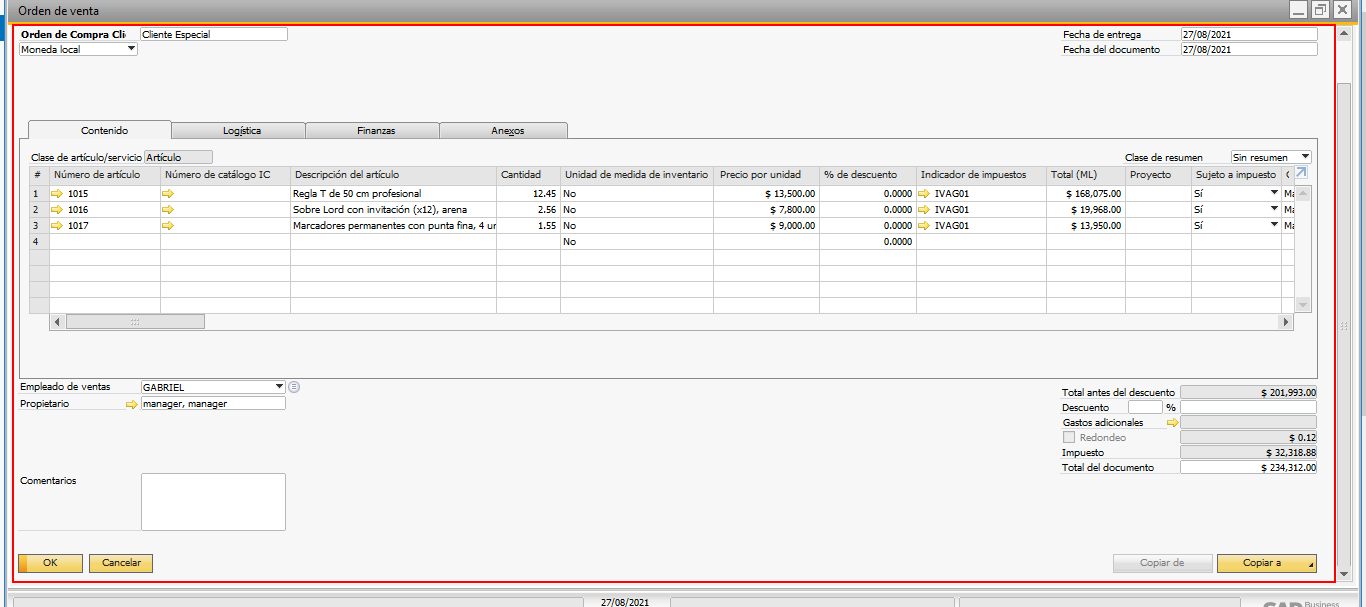 Orden de venta
Orden de Compra Cli Cliente Especial Fecha de entrega 27/08/2021
Moneda local Fecha del documento 27/08/2021
Contenido Logística Finanzas Anexos
Clase de artículo/servicio Artículo Clase de resumen Sin resumen
# Número de artículo Número de catálogo IC Descripción del artículo Cantidad Unidad de medida de inventario Precio por unidad % de descuento Indicador de impuestos Total (ML) Proyecto Sujeto a impuesto
1 1015 Regla T de 50 cm profesional 12.45 No $ 13,500.00 0.0000 IVAG01 $ 168,075.00 Sí Ma
2 1016 Sobre Lord con invitación (x12), arena 2.56 No $ 7,800.00 0.0000 IVAG01 $ 19,968.00 Sí Ma
3 1017 Marcadores permanentes con punta fina, 4 ur 1.55 No $ 9,000.00 0.0000 IVAG01 $ 13,950.00 Sí Ma
4 No 0.0000
Empleado de ventas GABRIEL
Propietario manager, manager
Total antes del descuento $ 201,993.00
Descuento %
Gastos adicionales
Redondeo $ 0.12
Impuesto $ 32,318.88
Total del documento $ 234,312.00
Comentarios
OK Cancelar Copiar de Copiar a
27/08/2021 SAP Business